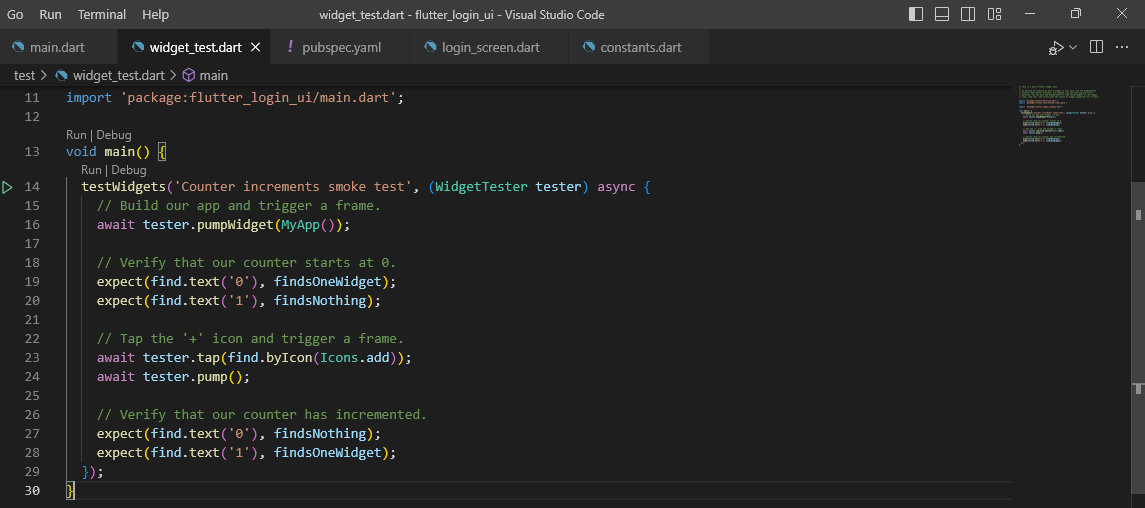 Go Run Terminal Help widget_test.dart - flutter_login_ui - Visual Studio Code
main.dart widget_test.dart pubspec.yaml login_screen.dart constants.dart
test > widget_test.dart > main
11 import 'package:flutter_login_ui/main.dart';
12
Run | Debug
13 void main() {
Run | Debug
14 testWidgets('Counter increments smoke test', (WidgetTester tester) async {
15 // Build our app and trigger a frame.
16 await tester.pumpWidget(MyApp());
17
18 // Verify that our counter starts at 0.
19 expect(find.text('0'), findsOneWidget);
20 expect(find.text('1'), findsNothing);
21
22 // Tap the '+' icon and trigger a frame.
23 await tester.tap(find.byIcon(Icons.add));
24 await tester.pump();
25
26 // Verify that our counter has incremented.
27 expect(find.text('0'), findsNothing);
28 expect(find.text('1'), findsOneWidget);
29 });
30 }